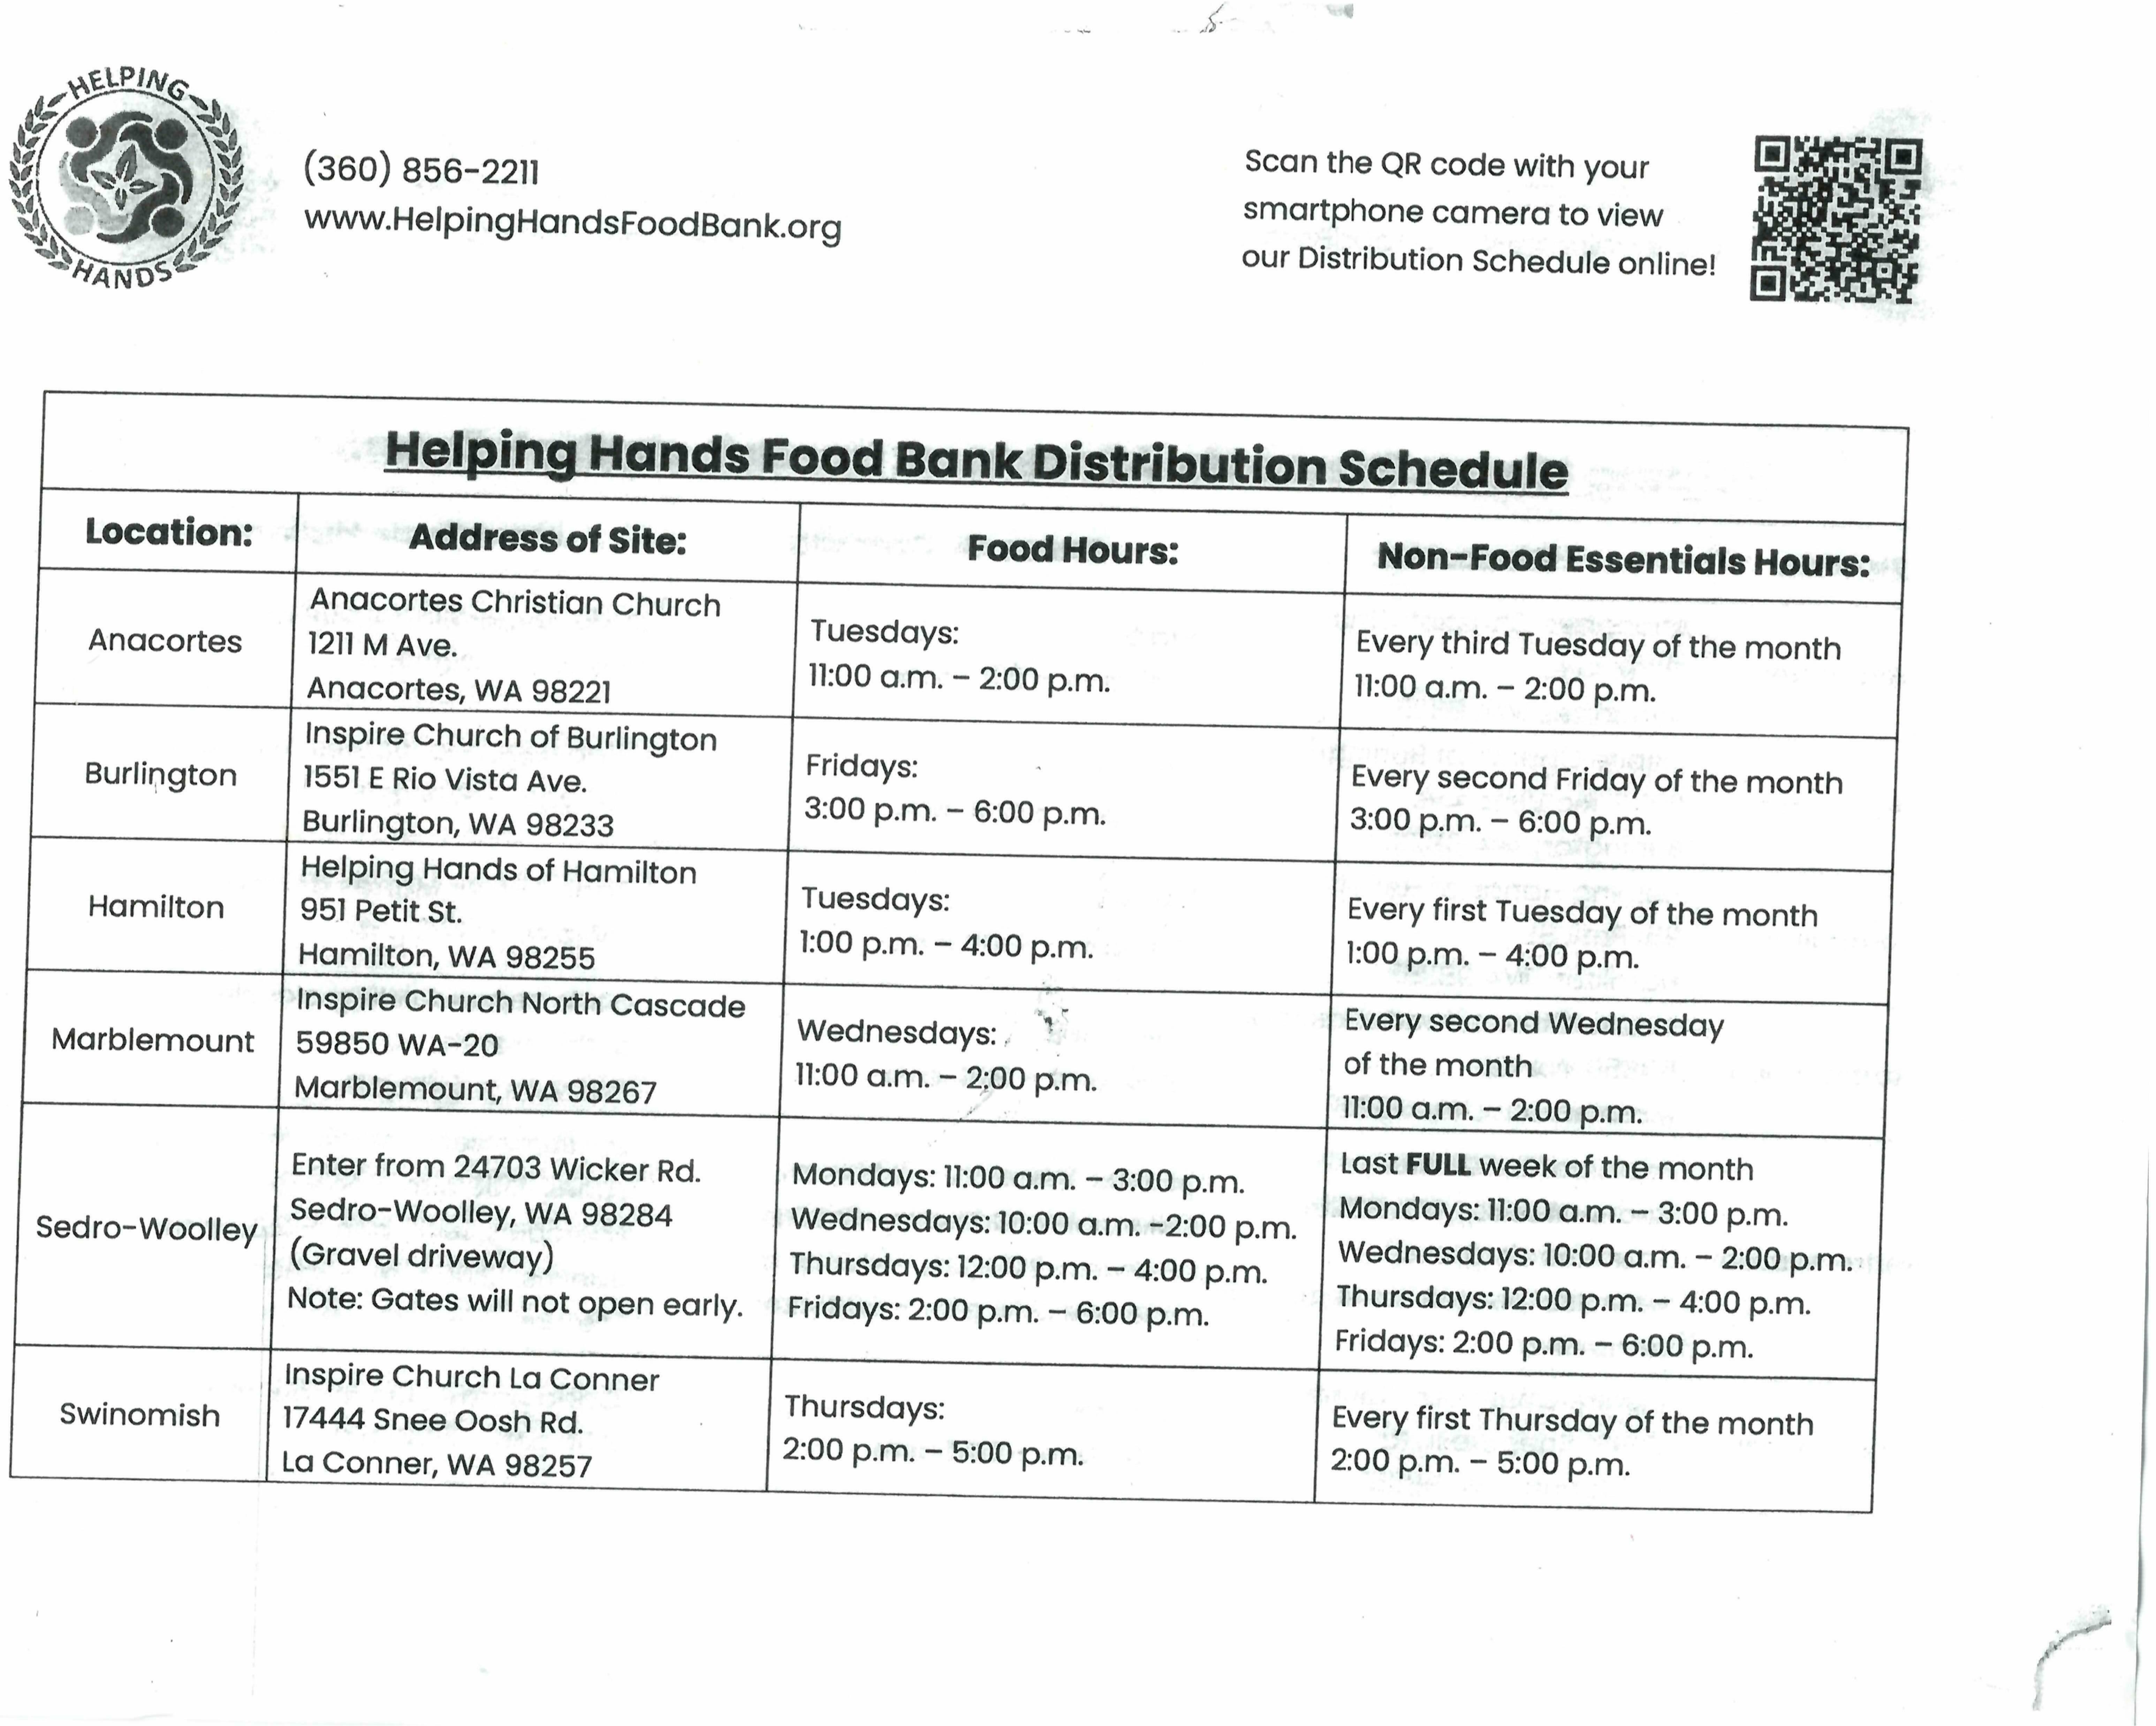 HELPING
HANDS
(360) 856-2211
www.HelpingHandsFoodBank.org
Scan the QR code with your
smartphone camera to view
our Distribution Schedule online!
Helping Hands Food Bank Distribution Schedule
Location:
Address of Site:
Food Hours:
Non-Food Essentials Hours:
Anacortes
Anacortes Christian Church
1211 M Ave.
Anacortes, WA 98221
Tuesdays:
11:00 a.m. – 2:00 p.m.
Every third Tuesday of the month
11:00 a.m. – 2:00 p.m.
Burlington
Inspire Church of Burlington
1551 E Rio Vista Ave.
Burlington, WA 98233
Fridays:
3:00 p.m. – 6:00 p.m.
Every second Friday of the month
3:00 p.m. – 6:00 p.m.
Hamilton
Helping Hands of Hamilton
951 Petit St.
Hamilton, WA 98255
Tuesdays:
1:00 p.m. – 4:00 p.m.
Every first Tuesday of the month
1:00 p.m. – 4:00 p.m.
Marblemount
Inspire Church North Cascade
59850 WA-20
Marblemount, WA 98267
Wednesdays:
11:00 a.m. – 2:00 p.m.
Every second Wednesday
of the month
11:00 a.m. – 2:00 p.m.
Sedro-Woolley
Enter from 24703 Wicker Rd.
Sedro-Woolley, WA 98284
(Gravel driveway)
Note: Gates will not open early.
Mondays: 11:00 a.m. – 3:00 p.m.
Wednesdays: 10:00 a.m. -2:00 p.m.
Thursdays: 12:00 p.m. – 4:00 p.m.
Fridays: 2:00 p.m. – 6:00 p.m.
Last FULL week of the month
Mondays: 11:00 a.m. – 3:00 p.m.
Wednesdays: 10:00 a.m. – 2:00 p.m.
Thursdays: 12:00 p.m. – 4:00 p.m.
Fridays: 2:00 p.m. – 6:00 p.m.
Swinomish
Inspire Church La Conner
17444 Snee Oosh Rd.
La Conner, WA 98257
Thursdays:
2:00 p.m. – 5:00 p.m.
Every first Thursday of the month
2:00 p.m. – 5:00 p.m.